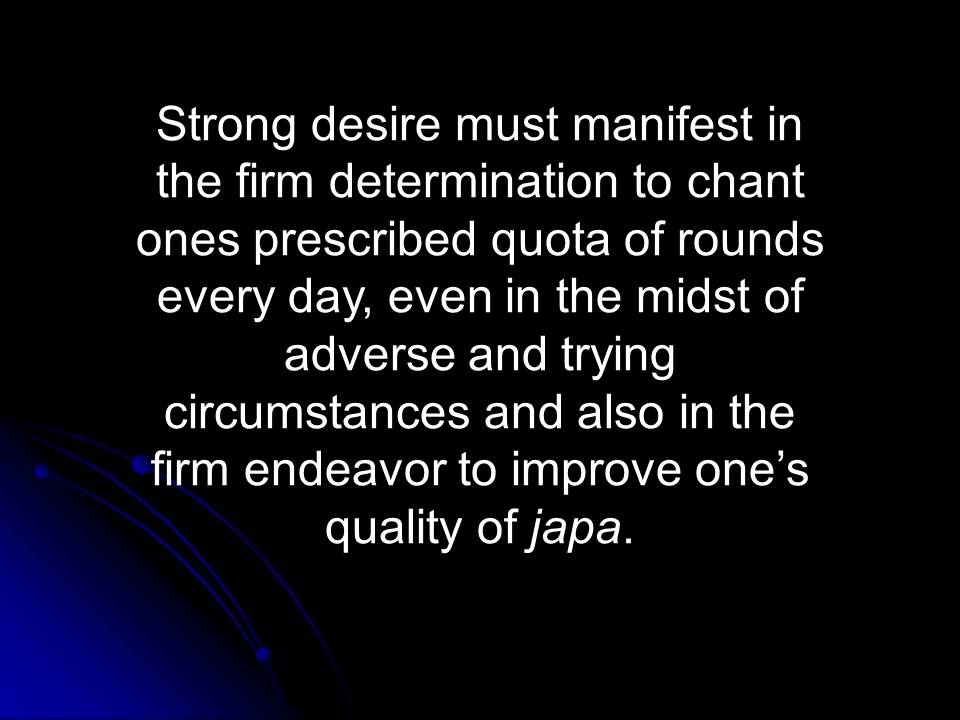 Strong desire must manifest in
the firm determination to chant
ones prescribed quota of rounds
every day, even in the midst of
adverse and trying
circumstances and also in the
firm endeavor to improve one’s
quality of japa.